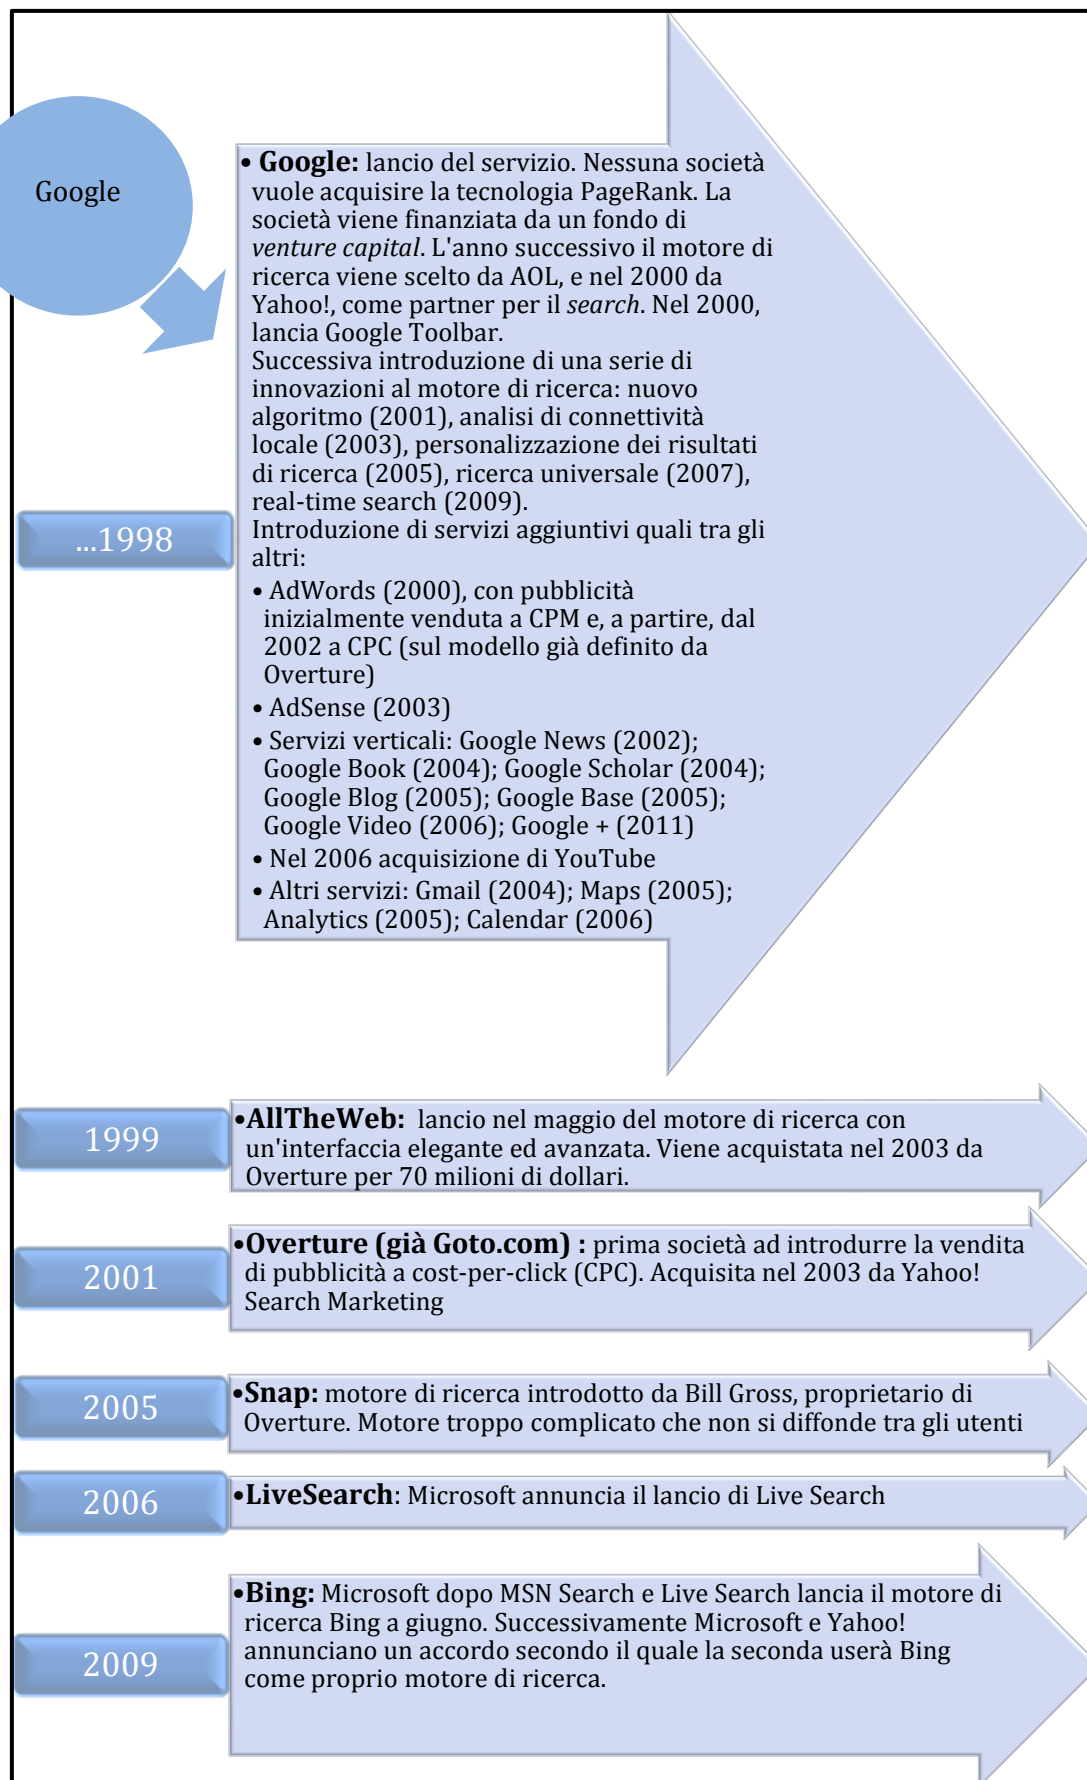 Google
...1998
• Google: lancio del servizio. Nessuna società
vuole acquisire la tecnologia PageRank. La
società viene finanziata da un fondo di
venture capital. L'anno successivo il motore di
ricerca viene scelto da AOL, e nel 2000 da
Yahoo!, come partner per il search. Nel 2000,
lancia Google Toolbar.
Successiva introduzione di una serie di
innovazioni al motore di ricerca: nuovo
algoritmo (2001), analisi di connettività
locale (2003), personalizzazione dei risultati
di ricerca (2005), ricerca universale (2007),
real-time search (2009).
Introduzione di servizi aggiuntivi quali tra gli
altri:
• AdWords (2000), con pubblicità
inizialmente venduta a CPM e, a partire, dal
2002 a CPC (sul modello già definito da
Overture)
• AdSense (2003)
• Servizi verticali: Google News (2002);
Google Book (2004); Google Scholar (2004);
Google Blog (2005); Google Base (2005);
Google Video (2006); Google + (2011)
• Nel 2006 acquisizione di YouTube
• Altri servizi: Gmail (2004); Maps (2005);
Analytics (2005); Calendar (2006)
1999
•AllTheWeb: lancio nel maggio del motore di ricerca con
un'interfaccia elegante ed avanzata. Viene acquistata nel 2003 da
Overture per 70 milioni di dollari.
2001
•Overture (già Goto.com) : prima società ad introdurre la vendita
di pubblicità a cost-per-click (CPC). Acquisita nel 2003 da Yahoo!
Search Marketing
2005
•Snap: motore di ricerca introdotto da Bill Gross, proprietario di
Overture. Motore troppo complicato che non si diffonde tra gli utenti
2006
•LiveSearch: Microsoft annuncia il lancio di Live Search
2009
•Bing: Microsoft dopo MSN Search e Live Search lancia il motore di
ricerca Bing a giugno. Successivamente Microsoft e Yahoo!
annunciano un accordo secondo il quale la seconda userà Bing
come proprio motore di ricerca.